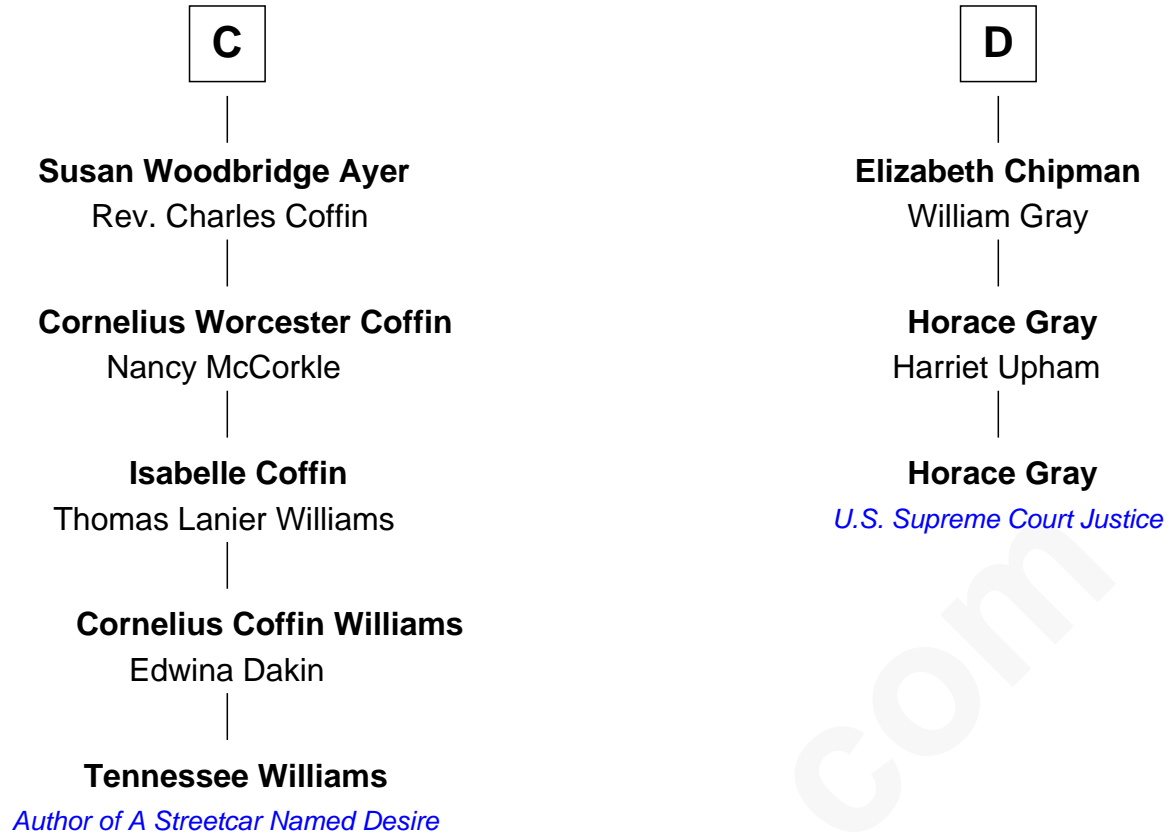 C
Susan Woodbridge Ayer
Rev. Charles Coffin
Cornelius Worcester Coffin
Nancy McCorkle
Isabelle Coffin
Thomas Lanier Williams
Cornelius Coffin Williams
Edwina Dakin
Tennessee Williams
Author of A Streetcar Named Desire
D
Elizabeth Chipman
William Gray
Horace Gray
Harriet Upham
Horace Gray
U.S. Supreme Court Justice
com